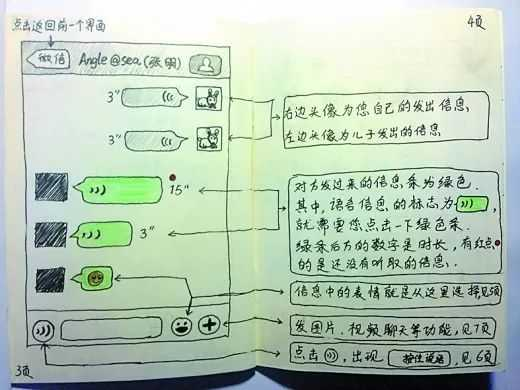 点击返回前一个界面
微信
Angle@sea(张明)
3"
3"
15"
3"
3页
4页
右边头像为您自己的发出信息
左边头像为儿子发出的信息
对方发过来的信息条为绿色.
其中,语音信息的标志为
就需要您点击一下绿色条.
绿条后方的数字是时长,有红点
的是还没有听取的信息.
信息中的表情就是从这里选择见5页
发图片、视频聊天等功能,见7页
点击 ,出现 按住说话 ,见6页